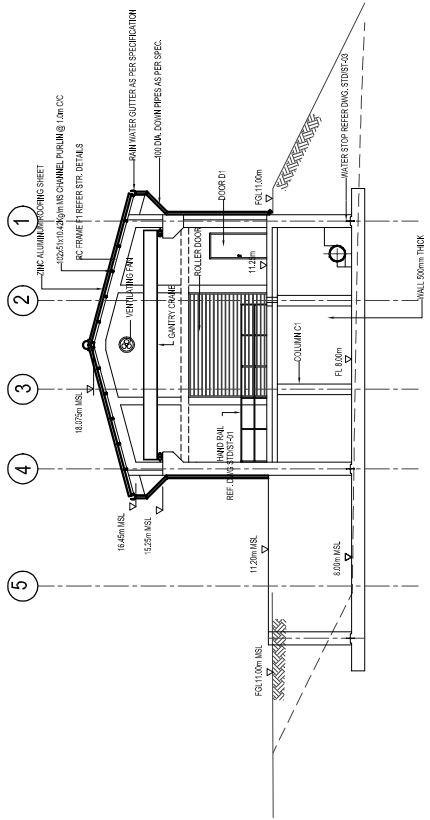 ZINC ALUMINUM ROOFING SHEET
102x51x10.42Kg/m MS CHANNEL PURLIN @ 1.0m C/C
RC FRAME F1 REFER STR. DETAILS
RAIN WATER GUTTER AS PER SPECIFICATION
100 DIA. DOWN PIPES AS PER SPEC.
18.075m MSL
16.45m MSL
15.25m MSL
VENTILATING FAN
GANTRY CRANE
ROLLER DOOR
DOOR D1
11.25m
FGL11.00m
HAND RAIL
REF. DWG STD/ST-01
COLUMN C1
11.20m MSL
FGL11.00m MSL
FL 8.00m
8.00m MSL
WATER STOP REFER DWG. STD/ST-03
WALL 500mm THICK
5
4
3
2
1